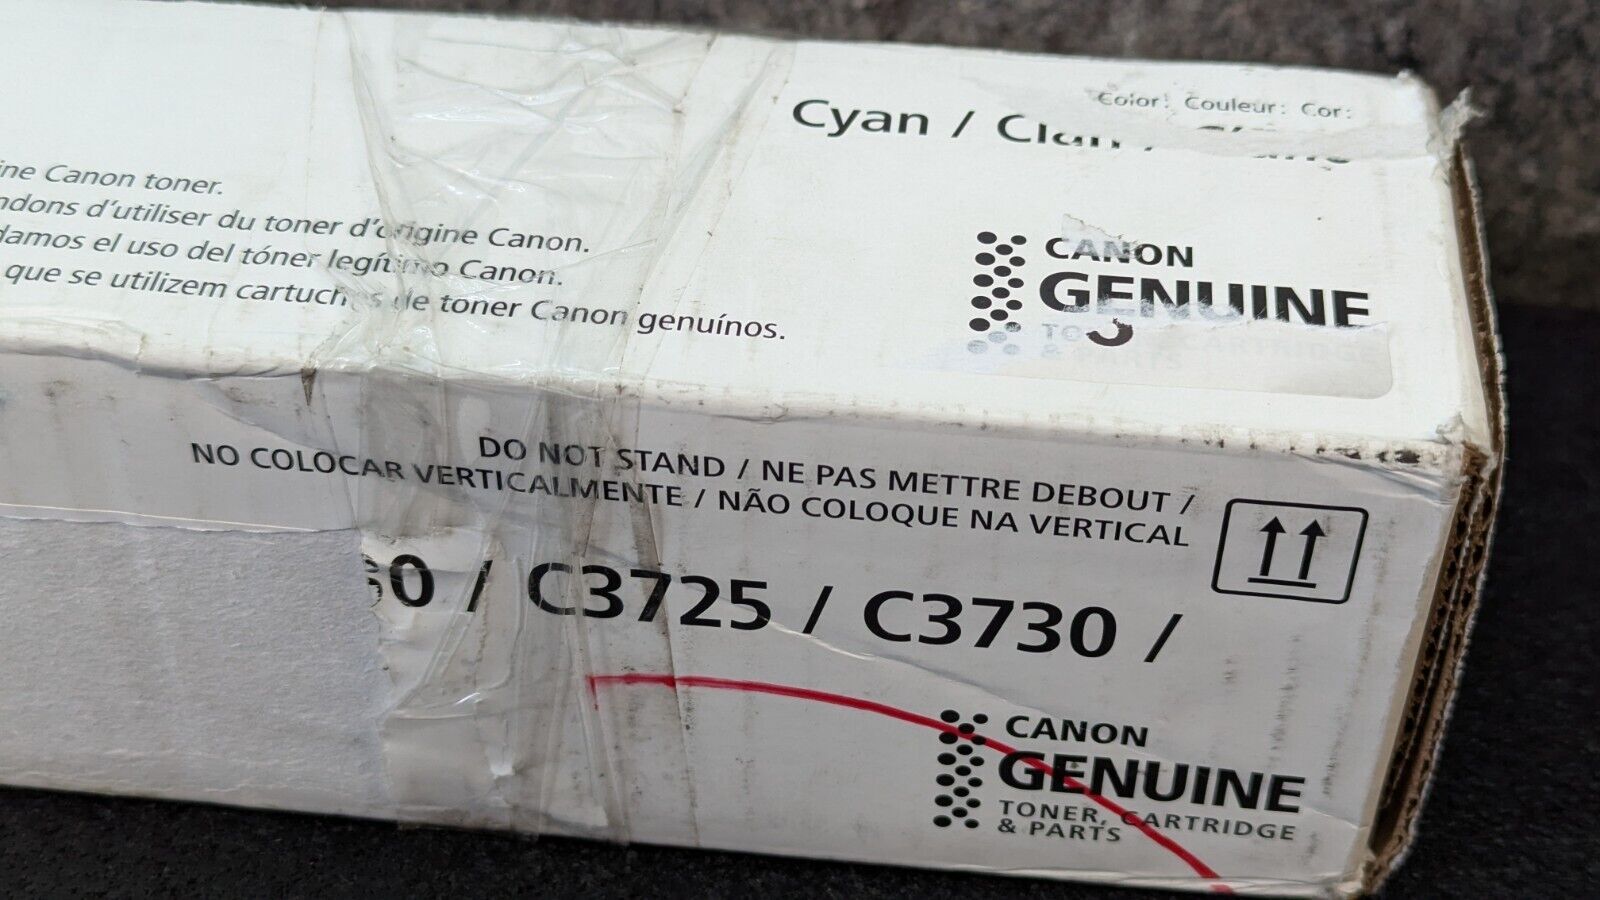 Color: Couleur: Cor:
Cyan /
ine Canon toner.
ndons d'utiliser du toner d'origine Canon.
damos el uso del tóner legítimo Canon.
que se utilizem cartuchos de toner Canon genuínos.
CANON
GENUINE
DO NOT STAND / NE PAS METTRE DEBOUT /
NO COLOCAR VERTICALMENTE / NÃO COLOQUE NA VERTICAL
0 / C3725 / C3730 /
CANON
GENUINE
TONER, CARTRIDGE
& PARTS